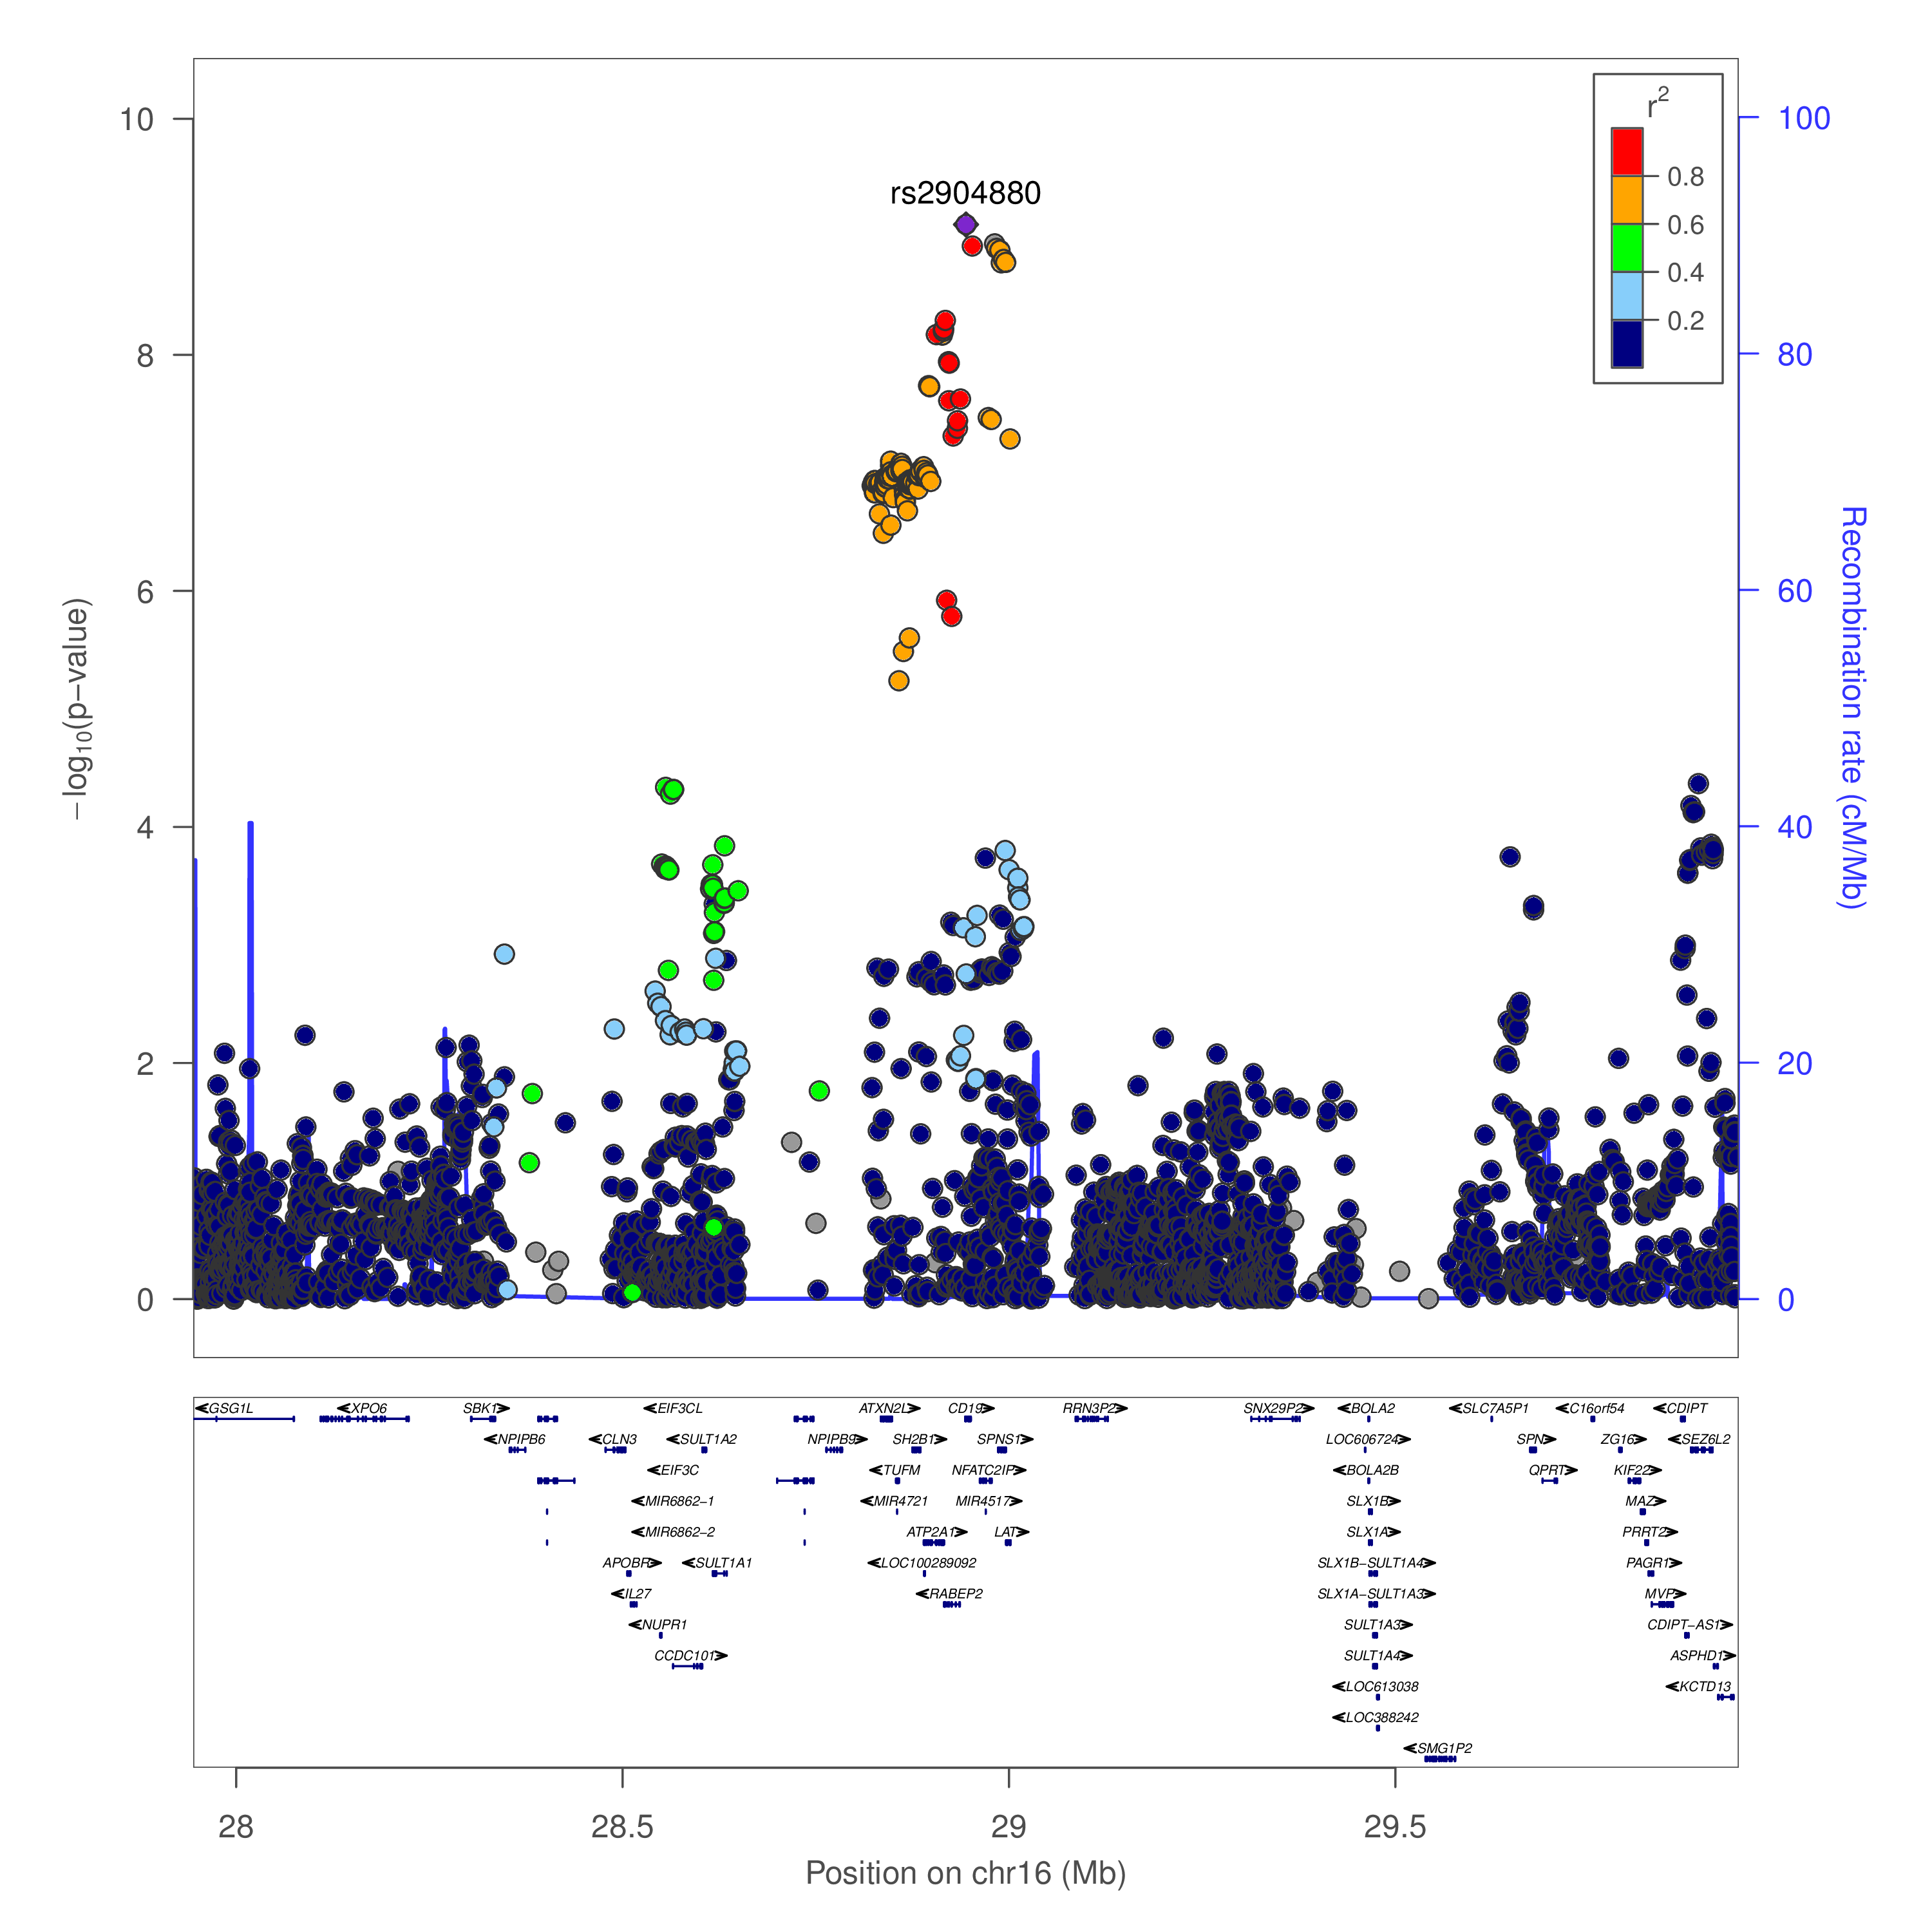 rs2904880
r2
0.8
0.6
0.4
0.2
10
8
6
4
2
0
−log10(p−value)
100
80
60
40
20
0
Recombination rate (cM/Mb)
GSG1L XPO6 SBK1 EIF3CL ATXN2L CD19 RRN3P2 SNX29P2 BOLA2 SLC7A5P1 C16orf54 CDIPT
NPIPB6 CLN3 SULT1A2 NPIPB9 SH2B1 SPNS1 LOC606724 SPN ZG16 SEZ6L2
EIF3C TUFM NFATC2IP BOLA2B QPRT KIF22
MIR6862−1 MIR4721 MIR4517 SLX1B MAZ
MIR6862−2 ATP2A1 LAT SLX1A PRRT2
APOBR SULT1A1 LOC100289092 SLX1B−SULT1A4 PAGR1
IL27 RABEP2 SLX1A−SULT1A3 MVP
NUPR1 SULT1A3 CDIPT−AS1
CCDC101 SULT1A4 ASPHD1
LOC613038 KCTD13
LOC388242
SMG1P2
28 28.5 29 29.5
Position on chr16 (Mb)